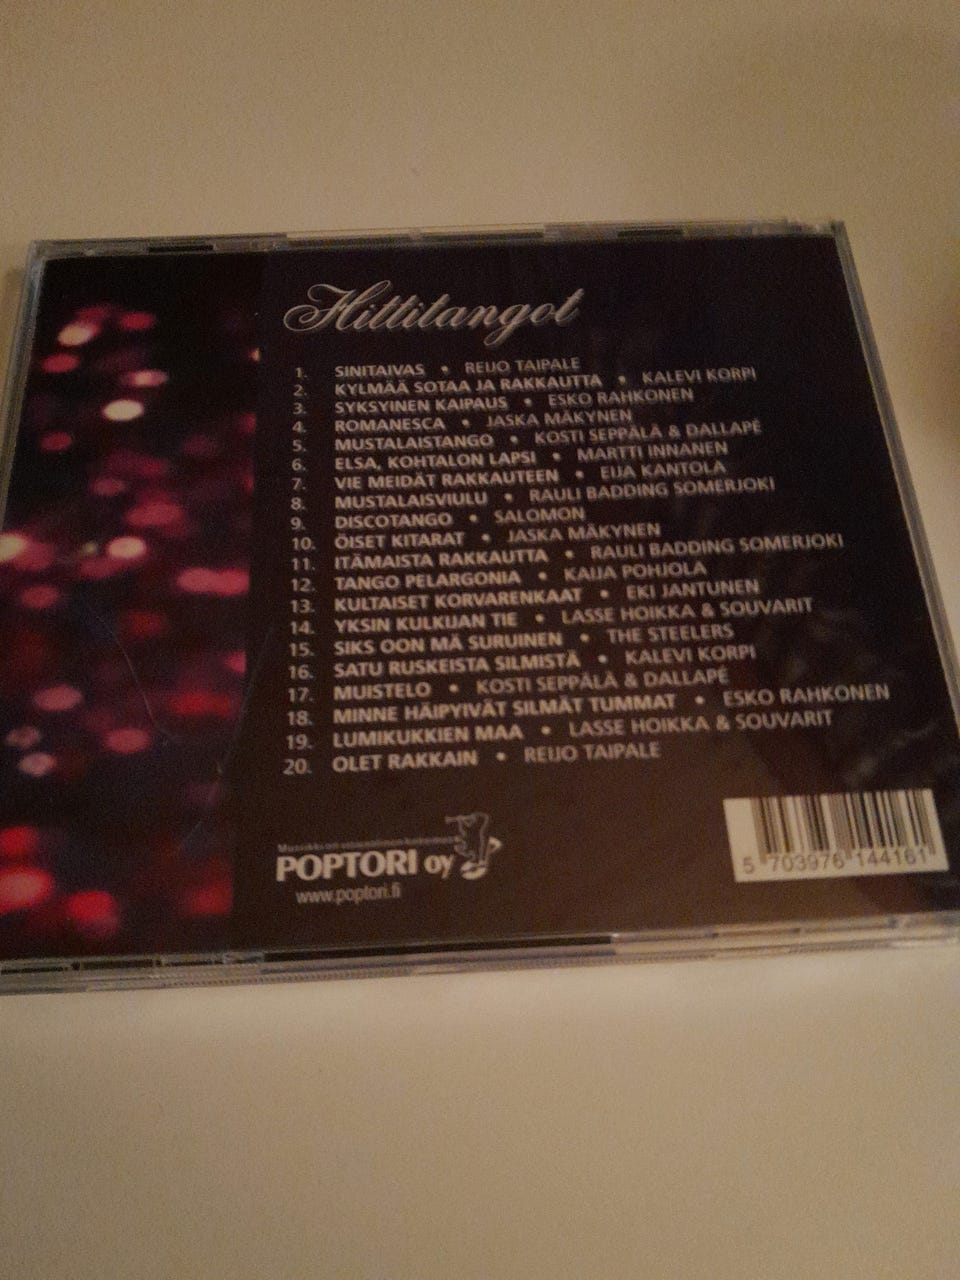 Hittitangot
1. SINITAIVAS • REIJO TAIPALE
2. KYLMÄÄ SOTAA JA RAKKAUTTA • KALEVI KORPI
3. SYKSYINEN KAIPAUS • ESKO RAHKONEN
4. ROMANESCA • JASKA MÄKYNEN
5. MUSTALAISTANGO • KOSTI SEPPÄLÄ & DALLAPÉ
6. ELSA, KOHTALON LAPSI • MARTTI INNANEN
7. VIE MEIDÄT RAKKAUTEEN • EIJA KANTOLA
8. MUSTALAISVIULU • RAULI BADDING SOMERJOKI
9. DISCOTANGO • SALOMON
10. ÖISET KITARAT • JASKA MÄKYNEN
11. ITÄMAISTA RAKKAUTTA • RAULI BADDING SOMERJOKI
12. TANGO PELARGONIA • KAIJA POHJOLA
13. KULTAISET KORVARENKAAT • EKI JANTUNEN
14. YKSIN KULKIJAN TIE • LASSE HOIKKA & SOUVARIT
15. SIKS OON MÄ SURUINEN • THE STEELERS
16. SATU RUSKEISTA SILMISTÄ • KALEVI KORPI
17. MUISTELO • KOSTI SEPPÄLÄ & DALLAPÉ
18. MINNE HÄIPYIVÄT SILMÄT TUMMAT • ESKO RAHKONEN
19. LUMIKUKKIEN MAA • LASSE HOIKKA & SOUVARIT
20. OLET RAKKAIN • REIJO TAIPALE
POPTORI oy
www.poptori.fi
5 703976 144161